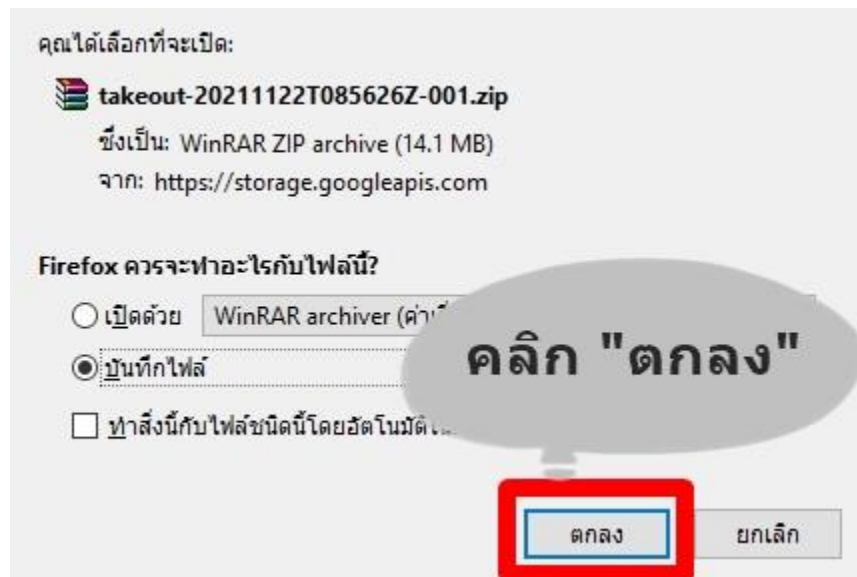 คุณได้เลือกที่จะเปิด:
takeout-20211122T085626Z-001.zip
ซึ่งเป็น: WinRAR ZIP archive (14.1 MB)
จาก: https://storage.googleapis.com
Firefox ควรจะทำอะไรกับไฟล์นี้?
เปิดด้วย WinRAR archiver
คลิก "ตกลง"
บันทึกไฟล์
ทำสิ่งนี้กับไฟล์ชนิดนี้โดยอัตโนมัติ
ตกลง ยกเลิก